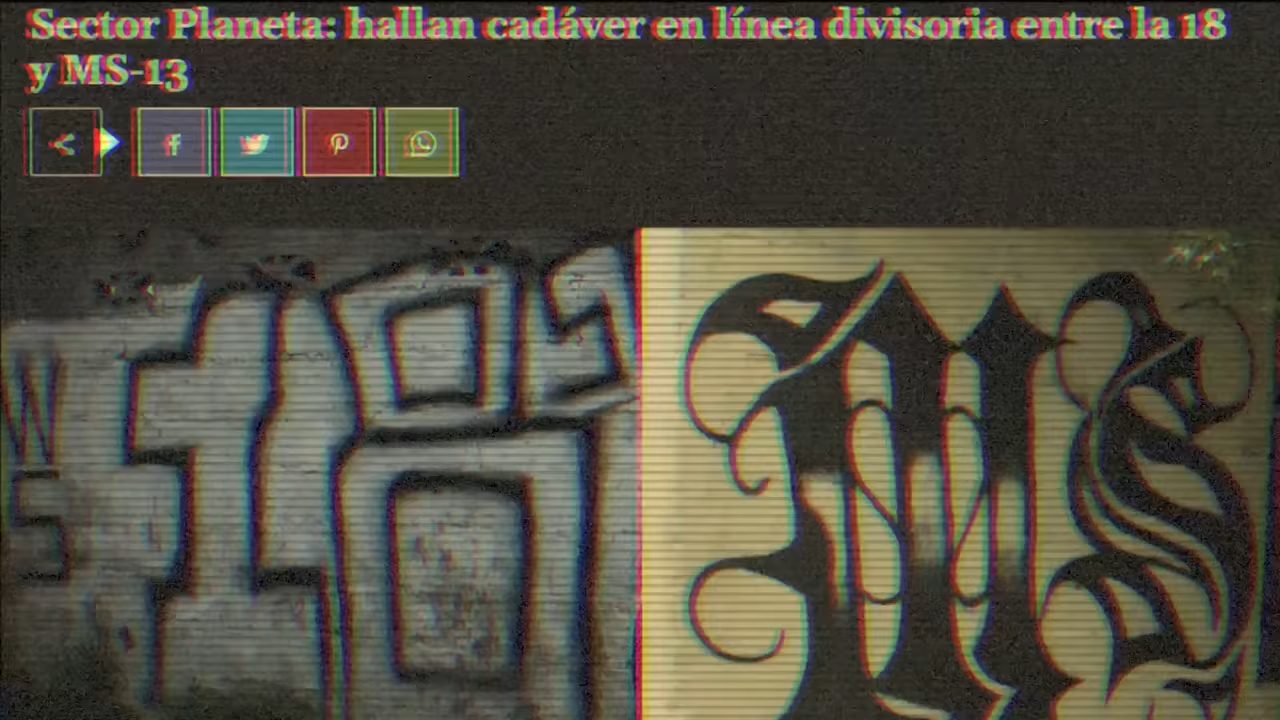 Sector Planeta: hallan cadáver en línea divisoria entre la 18
y MS-13
W
S
18
MS